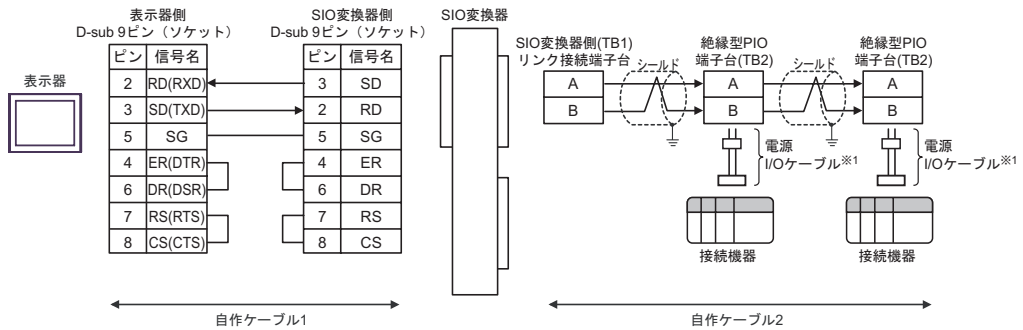 表示器
表示器側
D-sub 9ピン（ソケット）
ピン 信号名
2 RD(RXD)
3 SD(TXD)
5 SG
4 ER(DTR)
6 DR(DSR)
7 RS(RTS)
8 CS(CTS)
SIO変換器側
D-sub 9ピン（ソケット）
ピン 信号名
3 SD
2 RD
5 SG
4 ER
6 DR
7 RS
8 CS
自作ケーブル1
SIO変換器
SIO変換器側(TB1)
リンク接続端子台
A
B
シールド
絶縁型PIO
端子台(TB2)
A
B
電源
I/Oケーブル※1
接続機器
シールド
絶縁型PIO
端子台(TB2)
A
B
電源
I/Oケーブル※1
接続機器
自作ケーブル2